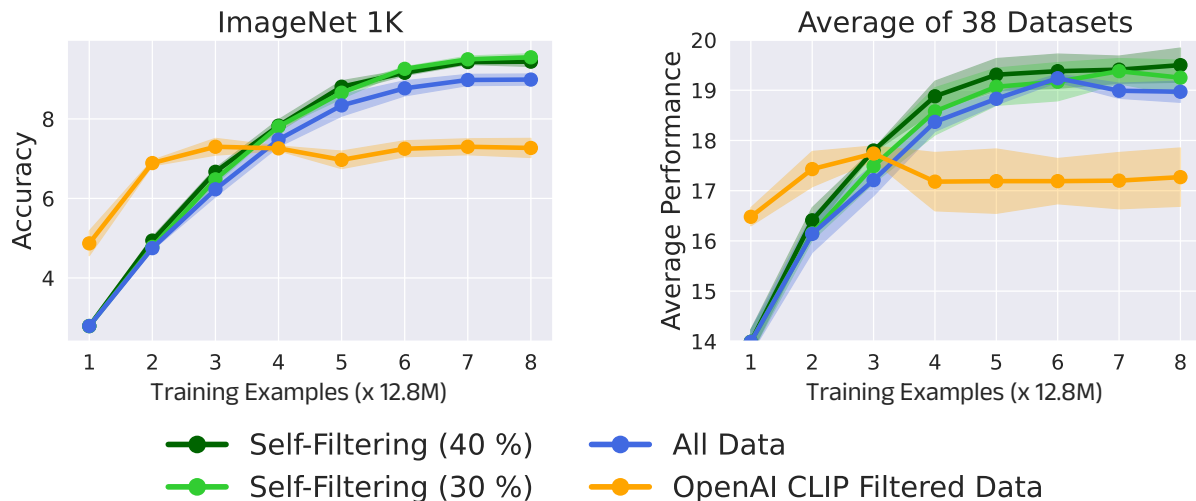 ImageNet 1K
Accuracy
8
6
4
1 2 3 4 5 6 7 8
Training Examples (x 12.8M)
Average of 38 Datasets
Average Performance
20
19
18
17
16
15
14
1 2 3 4 5 6 7 8
Training Examples (x 12.8M)
Self-Filtering (40 %)
Self-Filtering (30 %)
All Data
OpenAI CLIP Filtered Data